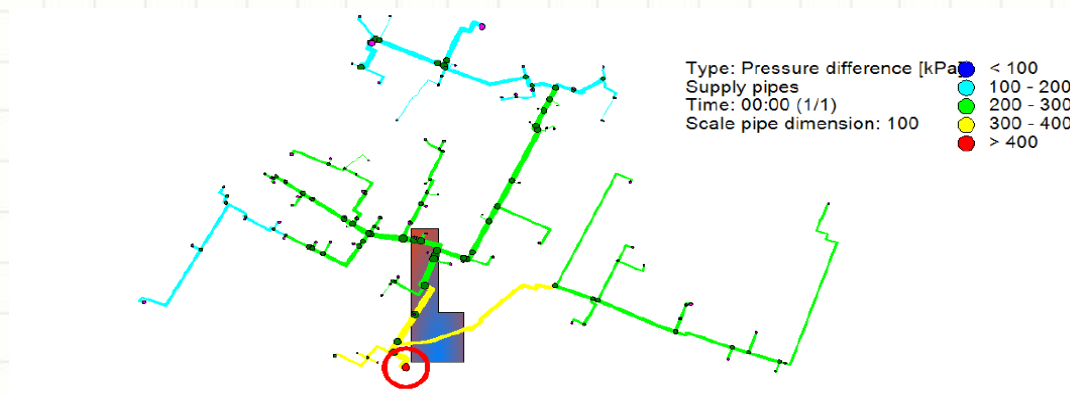 Type: Pressure difference [kPa]
Supply pipes
Time: 00:00 (1/1)
Scale pipe dimension: 100
< 100
100 - 200
200 - 300
300 - 400
> 400